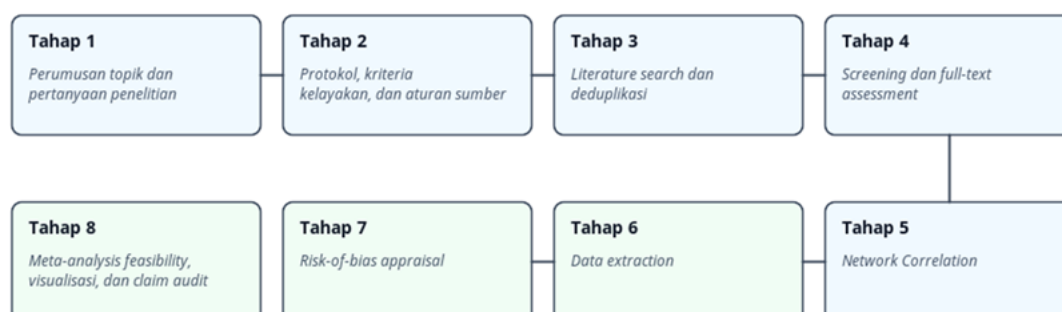 Tahap 1
Perumusan topik dan
pertanyaan penelitian
Tahap 2
Protokol, kriteria
kelayakan, dan aturan sumber
Tahap 3
Literature search dan
deduplikasi
Tahap 4
Screening dan full-text
assessment
Tahap 8
Meta-analysis feasibility,
visualisasi, dan claim audit
Tahap 7
Risk-of-bias appraisal
Tahap 6
Data extraction
Tahap 5
Network Correlation